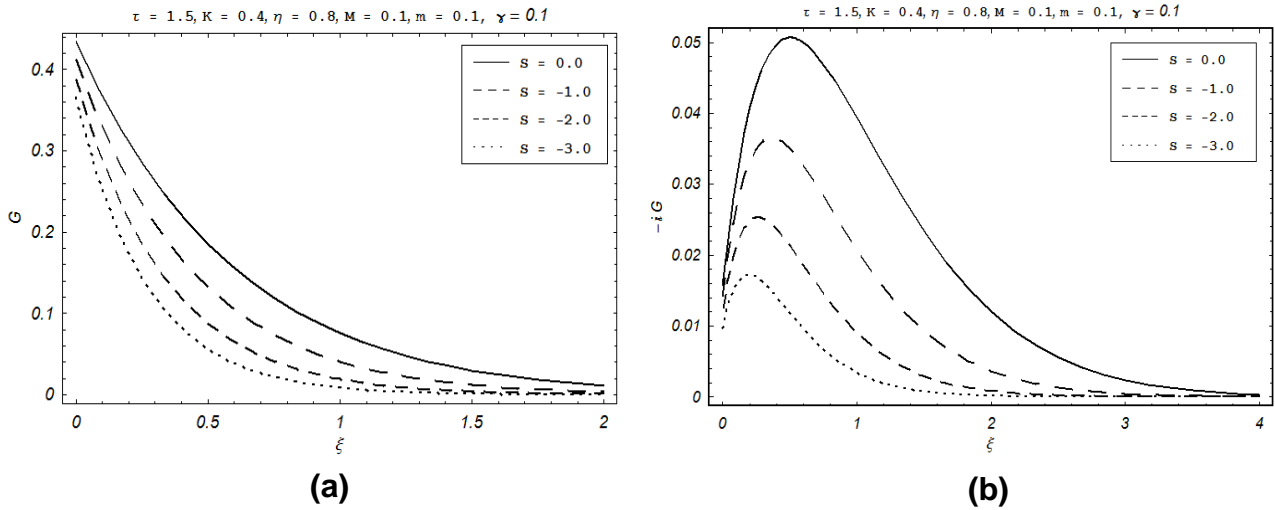 τ = 1.5, K = 0.4, η = 0.8, M = 0.1, m = 0.1, γ = 0.1
S = 0.0
S = -1.0
S = -2.0
S = -3.0
0.4
0.3
0.2
0.1
0
G
0 0.5 1 1.5 2
ξ
(a)
τ = 1.5, K = 0.4, η = 0.8, M = 0.1, m = 0.1, γ = 0.1
S = 0.0
S = -1.0
S = -2.0
S = -3.0
0.05
0.04
0.03
0.02
0.01
0
-i G
0 1 2 3 4
ξ
(b)